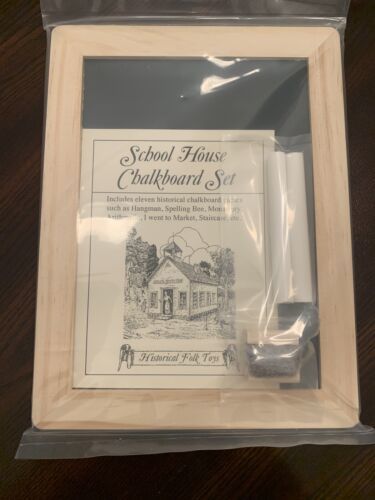 School House
Chalkboard Set
Includes eleven historical chalkboard games
such as Hangman, Spelling Bee, Memory,
Arithmetic, I went to Market, Staircase, etc.
Historical Folk Toys